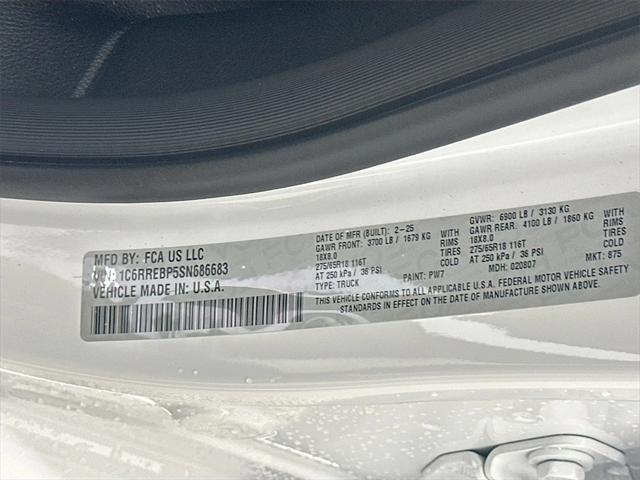 MFD BY: FCA US LLC
1C6RREBP5SN686683
VEHICLE MADE IN: U.S.A.
DATE OF MFR (BUILT): 2-25
GAWR FRONT: 3700 LB / 1679 KG WITH
18X8.0 RIMS
275/65R18 116T TIRES
AT 250 kPa / 36 PSI COLD
TYPE: TRUCK PAINT: PW7
GVWR: 6900 LB / 3130 KG
GAWR REAR: 4100 LB / 1860 KG WITH
18X8.0 RIMS
275/65R18 116T TIRES
AT 250 kPa / 36 PSI COLD
MDH: 020807 MKT: 875
THIS VEHICLE CONFORMS TO ALL APPLICABLE U.S.A. FEDERAL MOTOR VEHICLE SAFETY
STANDARDS IN EFFECT ON THE DATE OF MANUFACTURE SHOWN ABOVE.